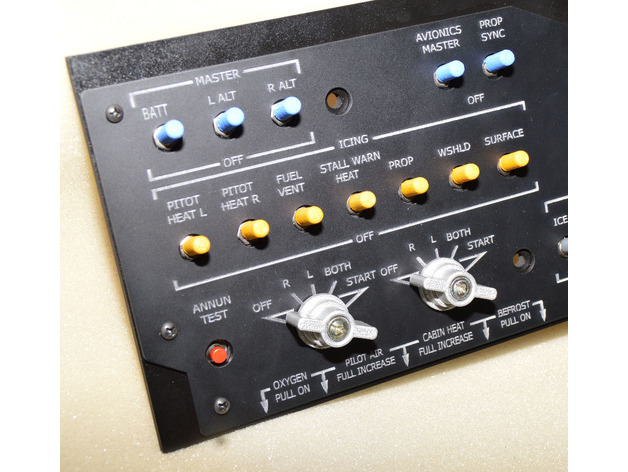 MASTER
BATT
L ALT
R ALT
OFF
AVIONICS
MASTER
PROP
SYNC
OFF
ICING
PITOT
HEAT L
PITOT
HEAT R
FUEL
VENT
STALL WARN
HEAT
PROP
WSHLD
SURFACE
OFF
ICE
ANNUN
TEST
OFF
R
L
BOTH
START
OFF
R
L
BOTH
START
OXYGEN
PULL ON
PILOT AIR
FULL INCREASE
CABIN HEAT
FULL INCREASE
BEFROST
PULL ON